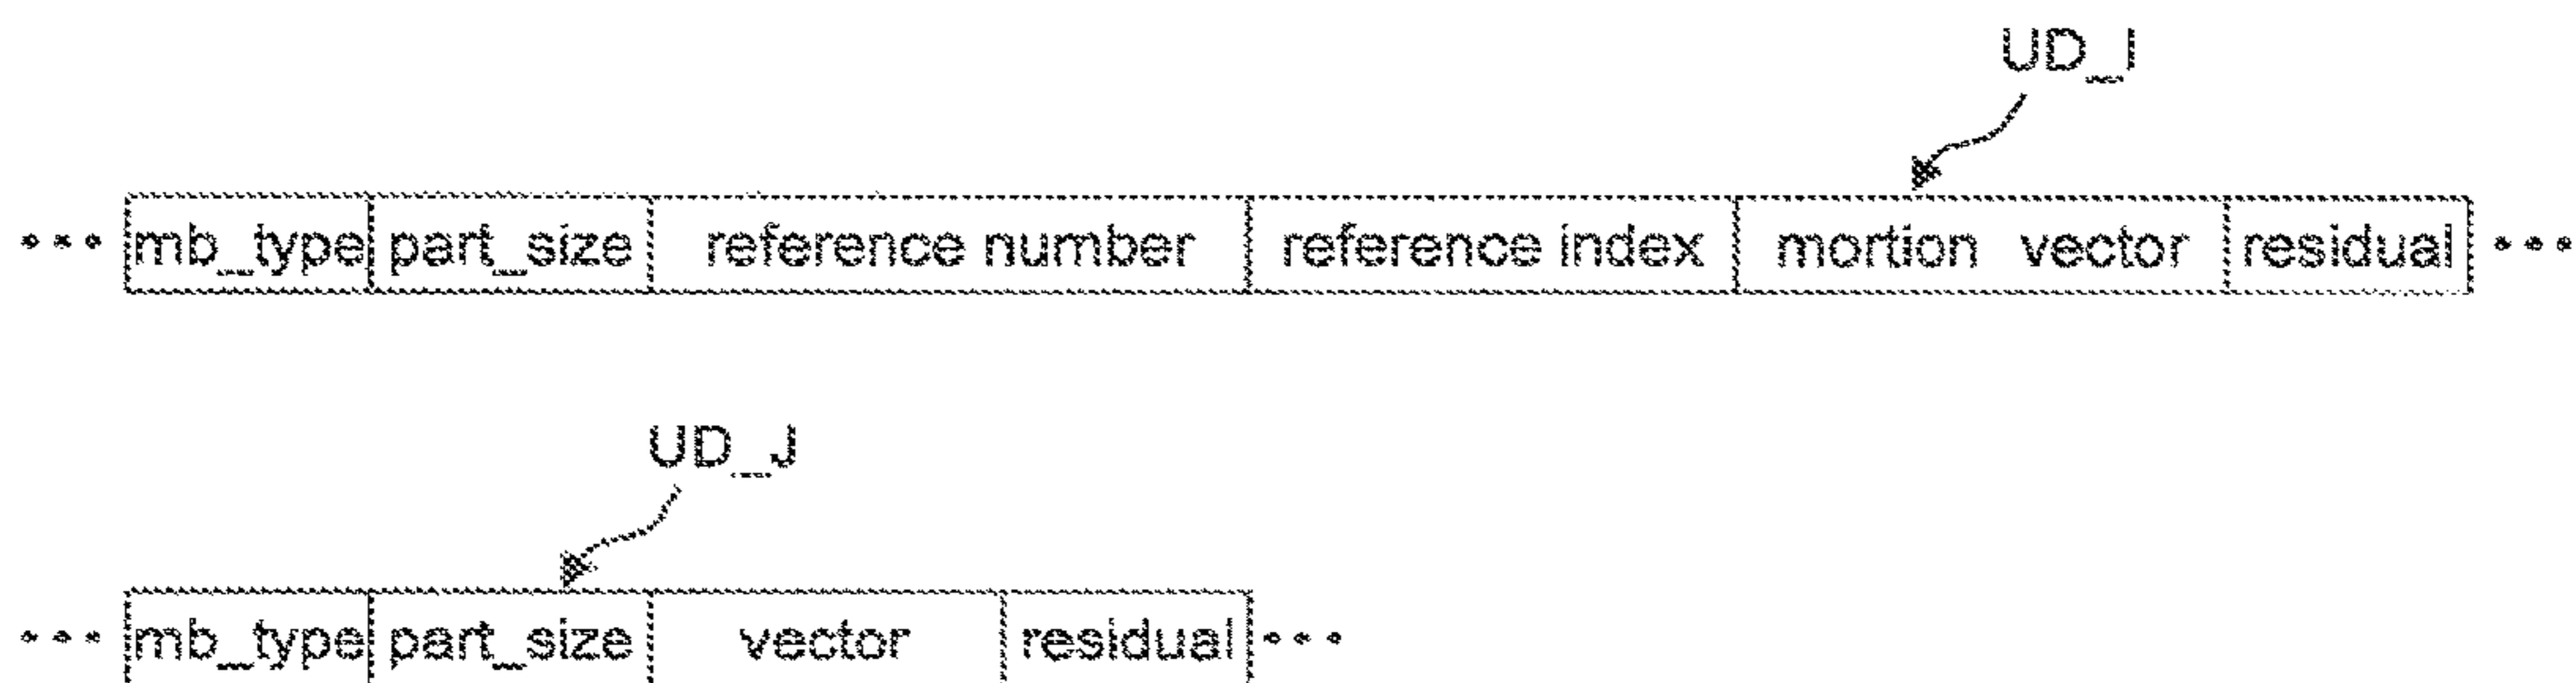 UD_I
... mb_type part_size reference number reference index mortion vector residual ...
UD_J
... mb_type part_size vector residual ...